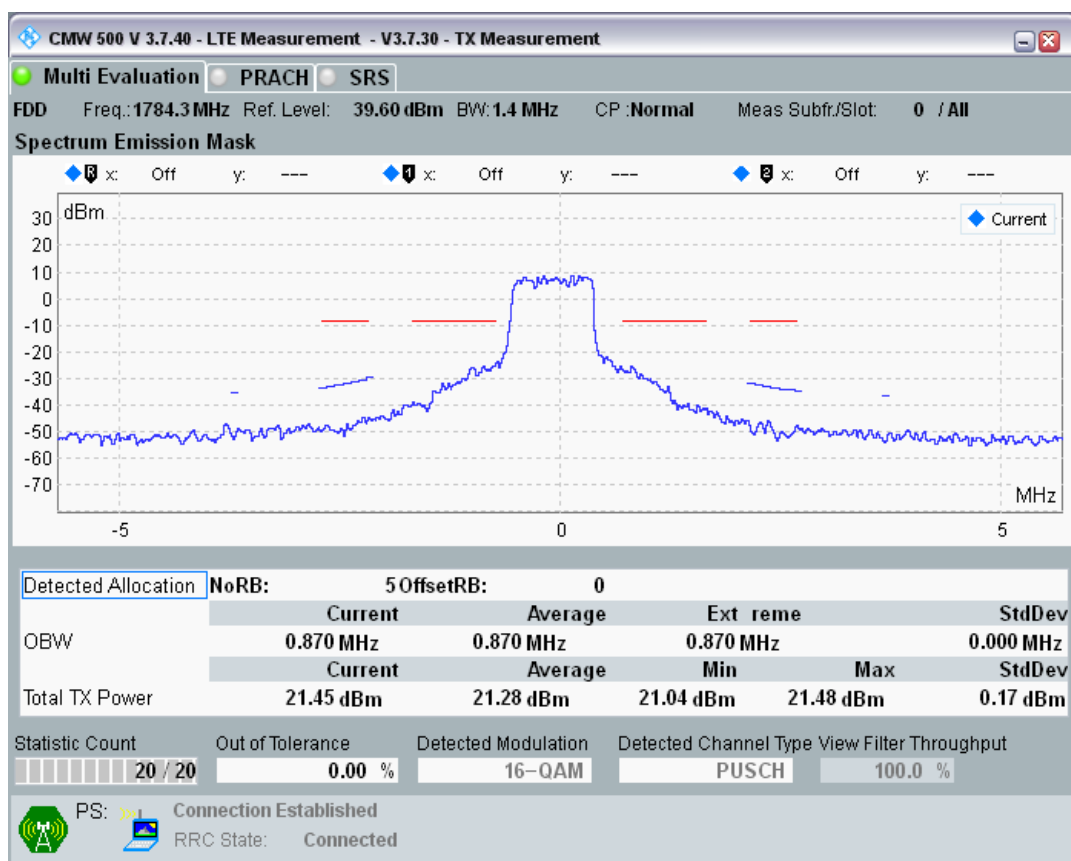 CMW 500 V 3.7.40 - LTE Measurement - V3.7.30 - TX Measurement
Multi Evaluation PRACH SRS
FDD Freq.: 1784.3 MHz Ref. Level: 39.60 dBm BW: 1.4 MHz CP :Normal Meas Subfr./Slot: 0 / All
Spectrum Emission Mask
R x: Off y: --- 1 x: Off y: --- 2 x: Off y: ---
dBm
Current
30
20
10
0
-10
-20
-30
-40
-50
-60
-70
MHz
-5 0 5
Detected Allocation NoRB: 5 OffsetRB: 0
Current Average Ext reme StdDev
OBW 0.870 MHz 0.870 MHz 0.870 MHz 0.000 MHz
Current Average Min Max StdDev
Total TX Power 21.45 dBm 21.28 dBm 21.04 dBm 21.48 dBm 0.17 dBm
Statistic Count Out of Tolerance Detected Modulation Detected Channel Type View Filter Throughput
20 / 20 0.00 % 16-QAM PUSCH 100.0 %
PS: Connection Established
RRC State: Connected